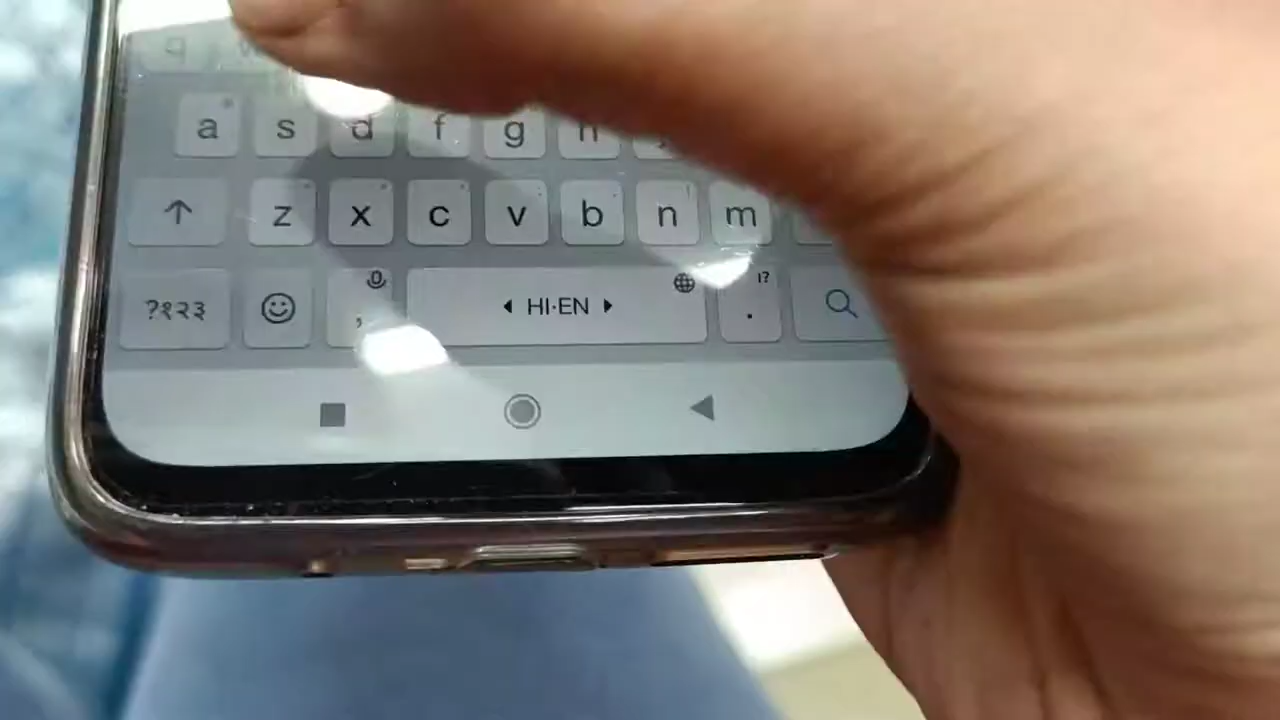 q w
a s d f g h
z x c v b n m
!?
?१२३ , HI·EN .